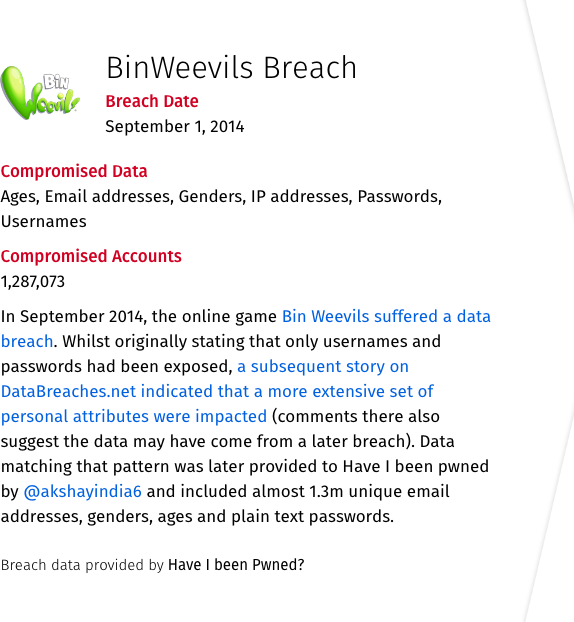 Bin
Weevils
BinWeevils Breach
Breach Date
September 1, 2014
Compromised Data
Ages, Email addresses, Genders, IP addresses, Passwords,
Usernames
Compromised Accounts
1,287,073
In September 2014, the online game Bin Weevils suffered a data
breach. Whilst originally stating that only usernames and
passwords had been exposed, a subsequent story on
DataBreaches.net indicated that a more extensive set of
personal attributes were impacted (comments there also
suggest the data may have come from a later breach). Data
matching that pattern was later provided to Have I been pwned
by @akshayindia6 and included almost 1.3m unique email
addresses, genders, ages and plain text passwords.
Breach data provided by Have I been Pwned?